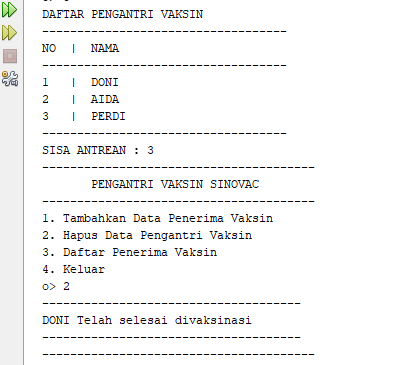 DAFTAR PENGANTRI VAKSIN
-----------------------------------
NO  |  NAMA
-----------------------------------
1   |  DONI
2   |  AIDA
3   |  PERDI
-----------------------------------
SISA ANTREAN : 3
---------------------------------------
       PENGANTRI VAKSIN SINOVAC
---------------------------------------
1. Tambahkan Data Penerima Vaksin
2. Hapus Data Pengantri Vaksin
3. Daftar Penerima Vaksin
4. Keluar
o> 2
-------------------------------------
DONI Telah selesai divaksinasi
-------------------------------------
---------------------------------------